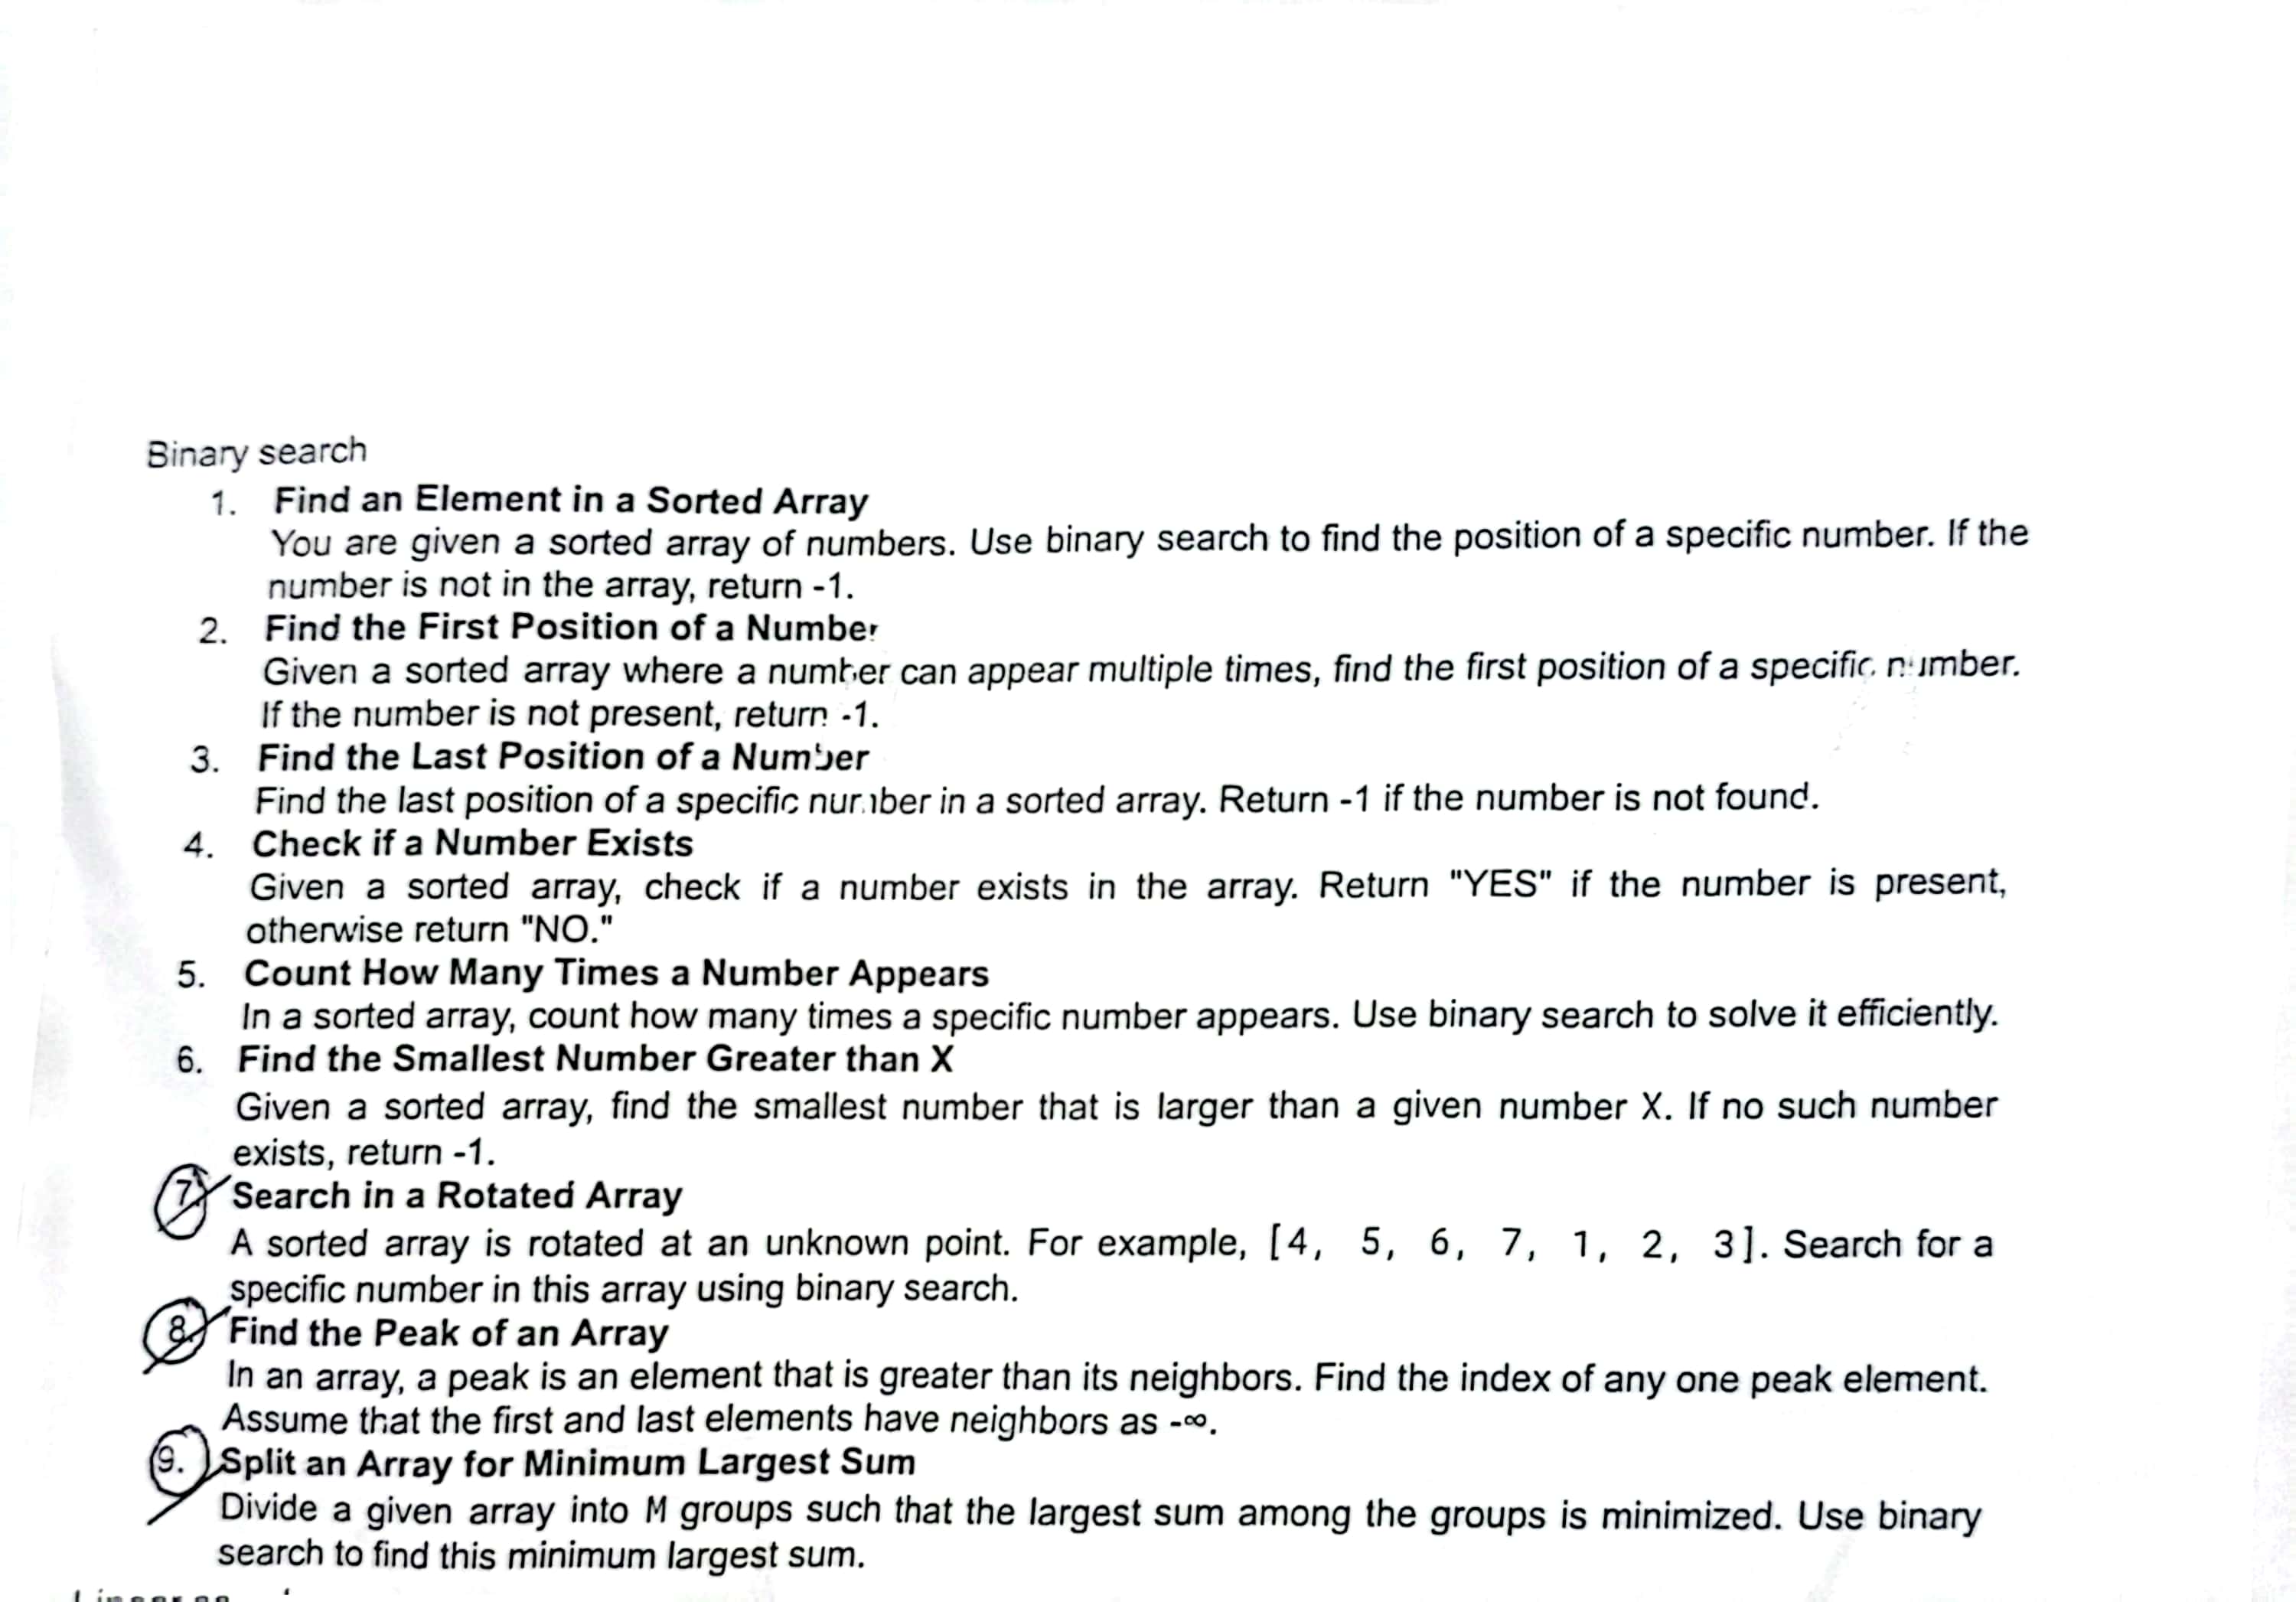 Binary search
1. Find an Element in a Sorted Array
You are given a sorted array of numbers. Use binary search to find the position of a specific number. If the
number is not in the array, return -1.
2. Find the First Position of a Number
Given a sorted array where a number can appear multiple times, find the first position of a specific number.
If the number is not present, return -1.
3. Find the Last Position of a Number
Find the last position of a specific number in a sorted array. Return -1 if the number is not found.
4. Check if a Number Exists
Given a sorted array, check if a number exists in the array. Return "YES" if the number is present,
otherwise return "NO."
5. Count How Many Times a Number Appears
In a sorted array, count how many times a specific number appears. Use binary search to solve it efficiently.
6. Find the Smallest Number Greater than X
Given a sorted array, find the smallest number that is larger than a given number X. If no such number
exists, return -1.
7. Search in a Rotated Array
A sorted array is rotated at an unknown point. For example, [4, 5, 6, 7, 1, 2, 3]. Search for a
specific number in this array using binary search.
8. Find the Peak of an Array
In an array, a peak is an element that is greater than its neighbors. Find the index of any one peak element.
Assume that the first and last elements have neighbors as -∞.
9. Split an Array for Minimum Largest Sum
Divide a given array into M groups such that the largest sum among the groups is minimized. Use binary
search to find this minimum largest sum.